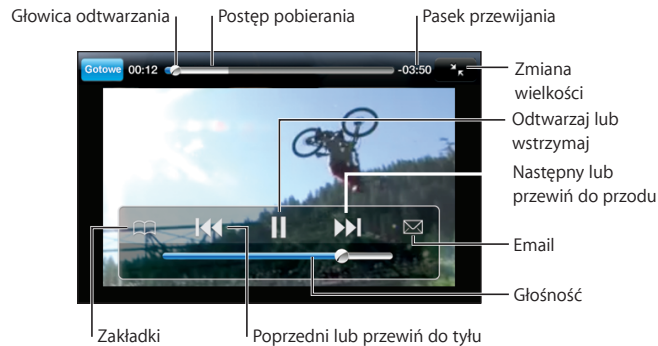 Głowica odtwarzania
Postęp pobierania
Pasek przewijania
Gotowe
00:12
-03:50
Zmiana
wielkości
Odtwarzaj lub
wstrzymaj
Następny lub
przewiń do przodu
Email
Głośność
Zakładki
Poprzedni lub przewiń do tyłu